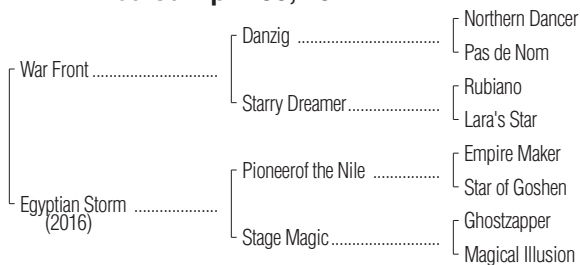 Northern Dancer
Danzig
Pas de Nom
War Front
Rubiano
Starry Dreamer
Lara's Star
Empire Maker
Pioneerof the Nile
Star of Goshen
Egyptian Storm
(2016)
Ghostzapper
Stage Magic
Magical Illusion